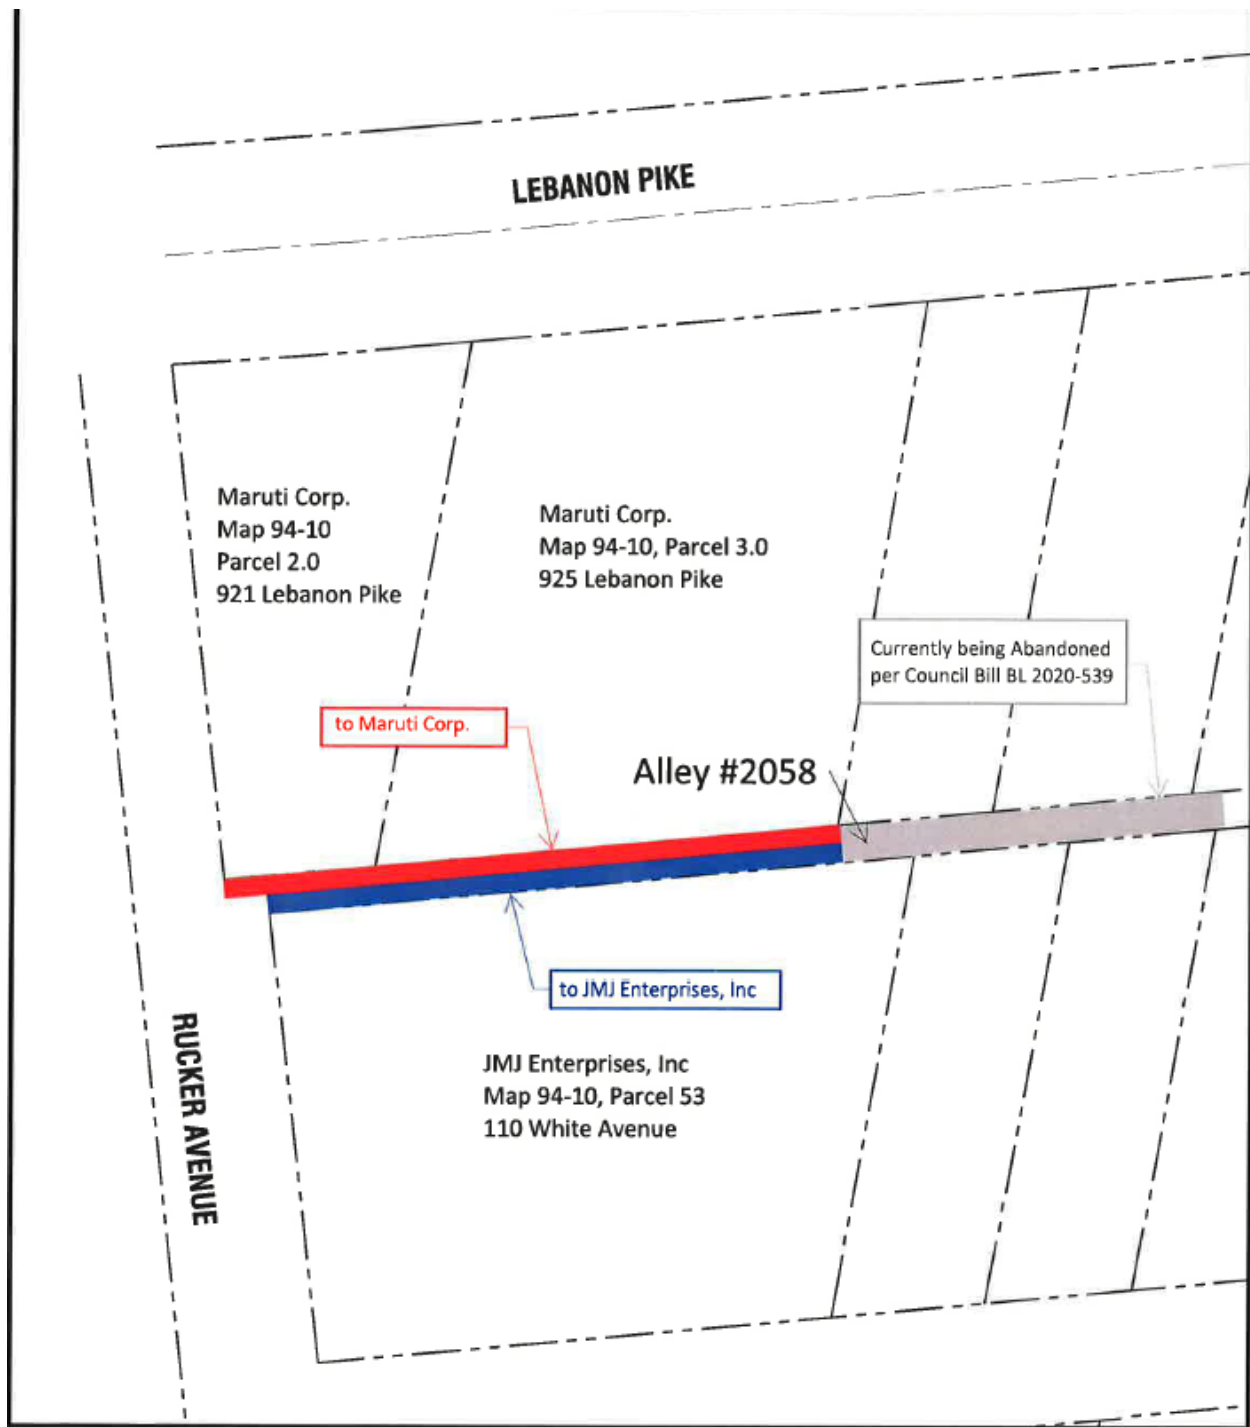 LEBANON PIKE
Maruti Corp.
Map 94-10
Parcel 2.0
921 Lebanon Pike
Maruti Corp.
Map 94-10, Parcel 3.0
925 Lebanon Pike
Currently being Abandoned
per Council Bill BL 2020-539
to Maruti Corp.
Alley #2058
to JMJ Enterprises, Inc
JMJ Enterprises, Inc
Map 94-10, Parcel 53
110 White Avenue
RUCKER AVENUE